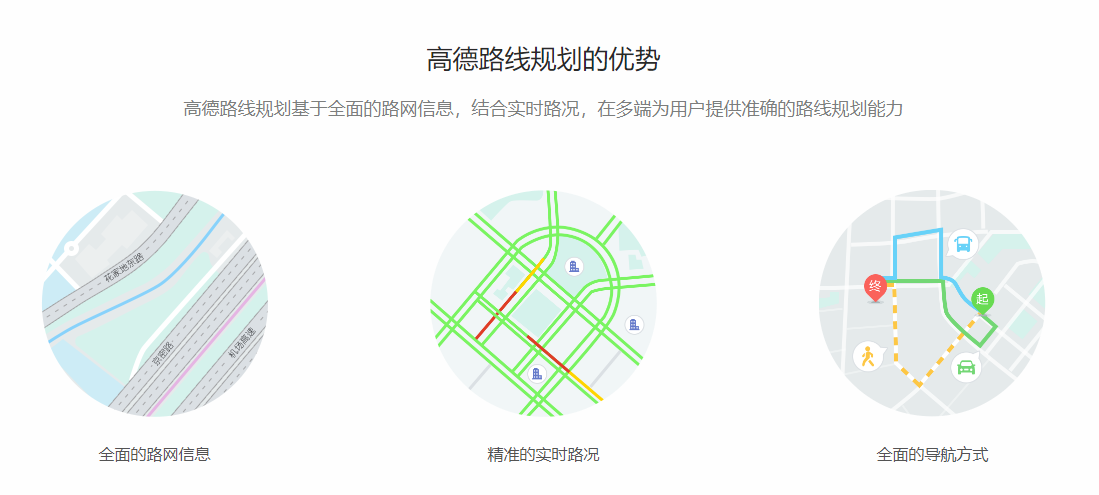 高德路线规划的优势
高德路线规划基于全面的路网信息，结合实时路况，在多端为用户提供准确的路线规划能力
花家地东路
京密路
机场高速
终
起
全面的路网信息
精准的实时路况
全面的导航方式